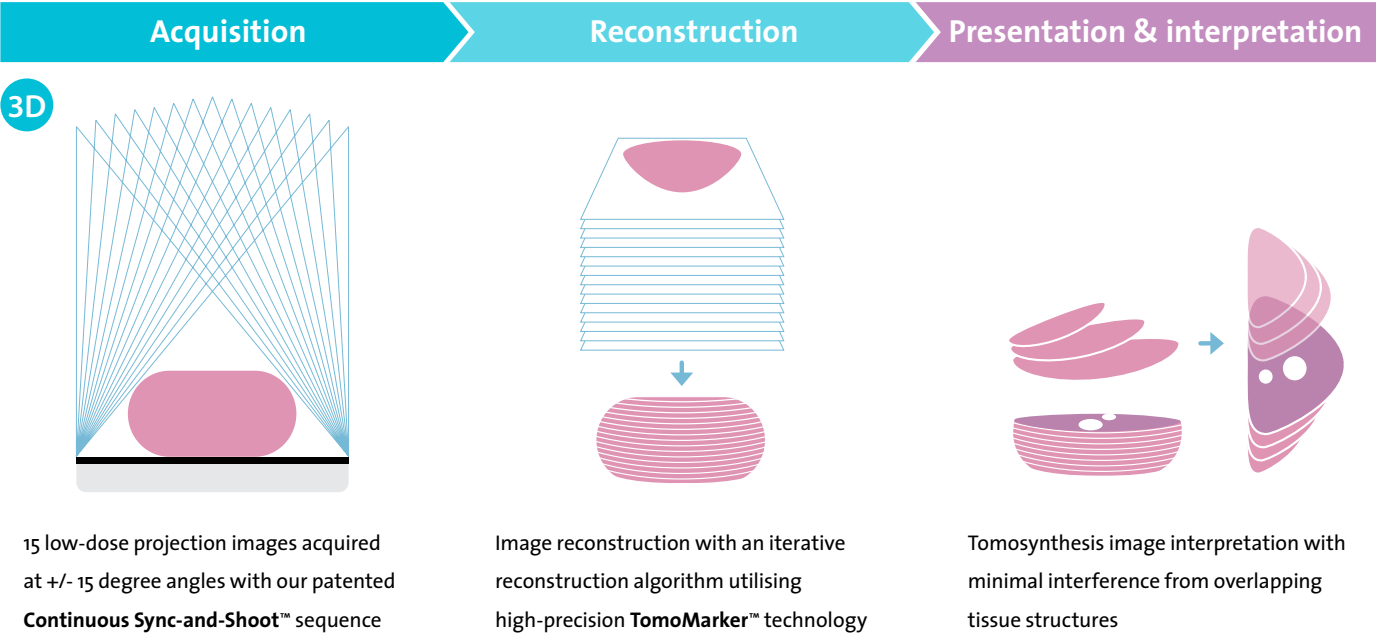 Acquisition
Reconstruction
Presentation & interpretation
3D
15 low-dose projection images acquired
at +/- 15 degree angles with our patented
Continuous Sync-and-Shoot™ sequence
Image reconstruction with an iterative
reconstruction algorithm utilising
high-precision TomoMarker™ technology
Tomosynthesis image interpretation with
minimal interference from overlapping
tissue structures